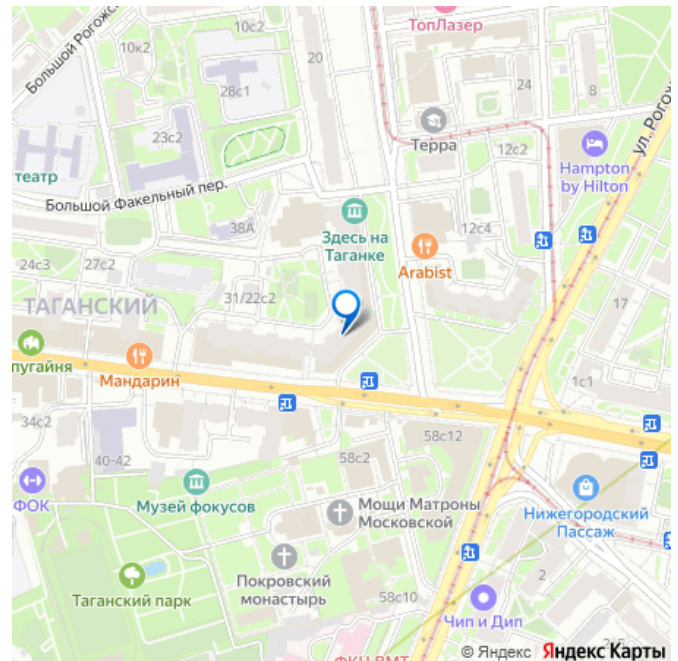 10с2
ТопЛазер
Большой Рогожск
10к2
20
28с1
24
8
Терра
23с2
12с2
ул. Рогож
театр
Hampton
by Hilton
Большой Факельный пер.
38А
Здесь на
Таганке
12с4
Arabist
24с3
27с2
31/22с2
ТАГАНСКИЙ
17
пугайня
Мандарин
1с1
34с2
58с12
40-42
58с2
ФОК
Музей фокусов
Мощи Матроны
Московской
Нижегородский
Пассаж
Покровский
монастырь
2
Таганский парк
58с10
Чип и Дип
ФКЦ ВМТ
© Яндекс Яндекс Карты